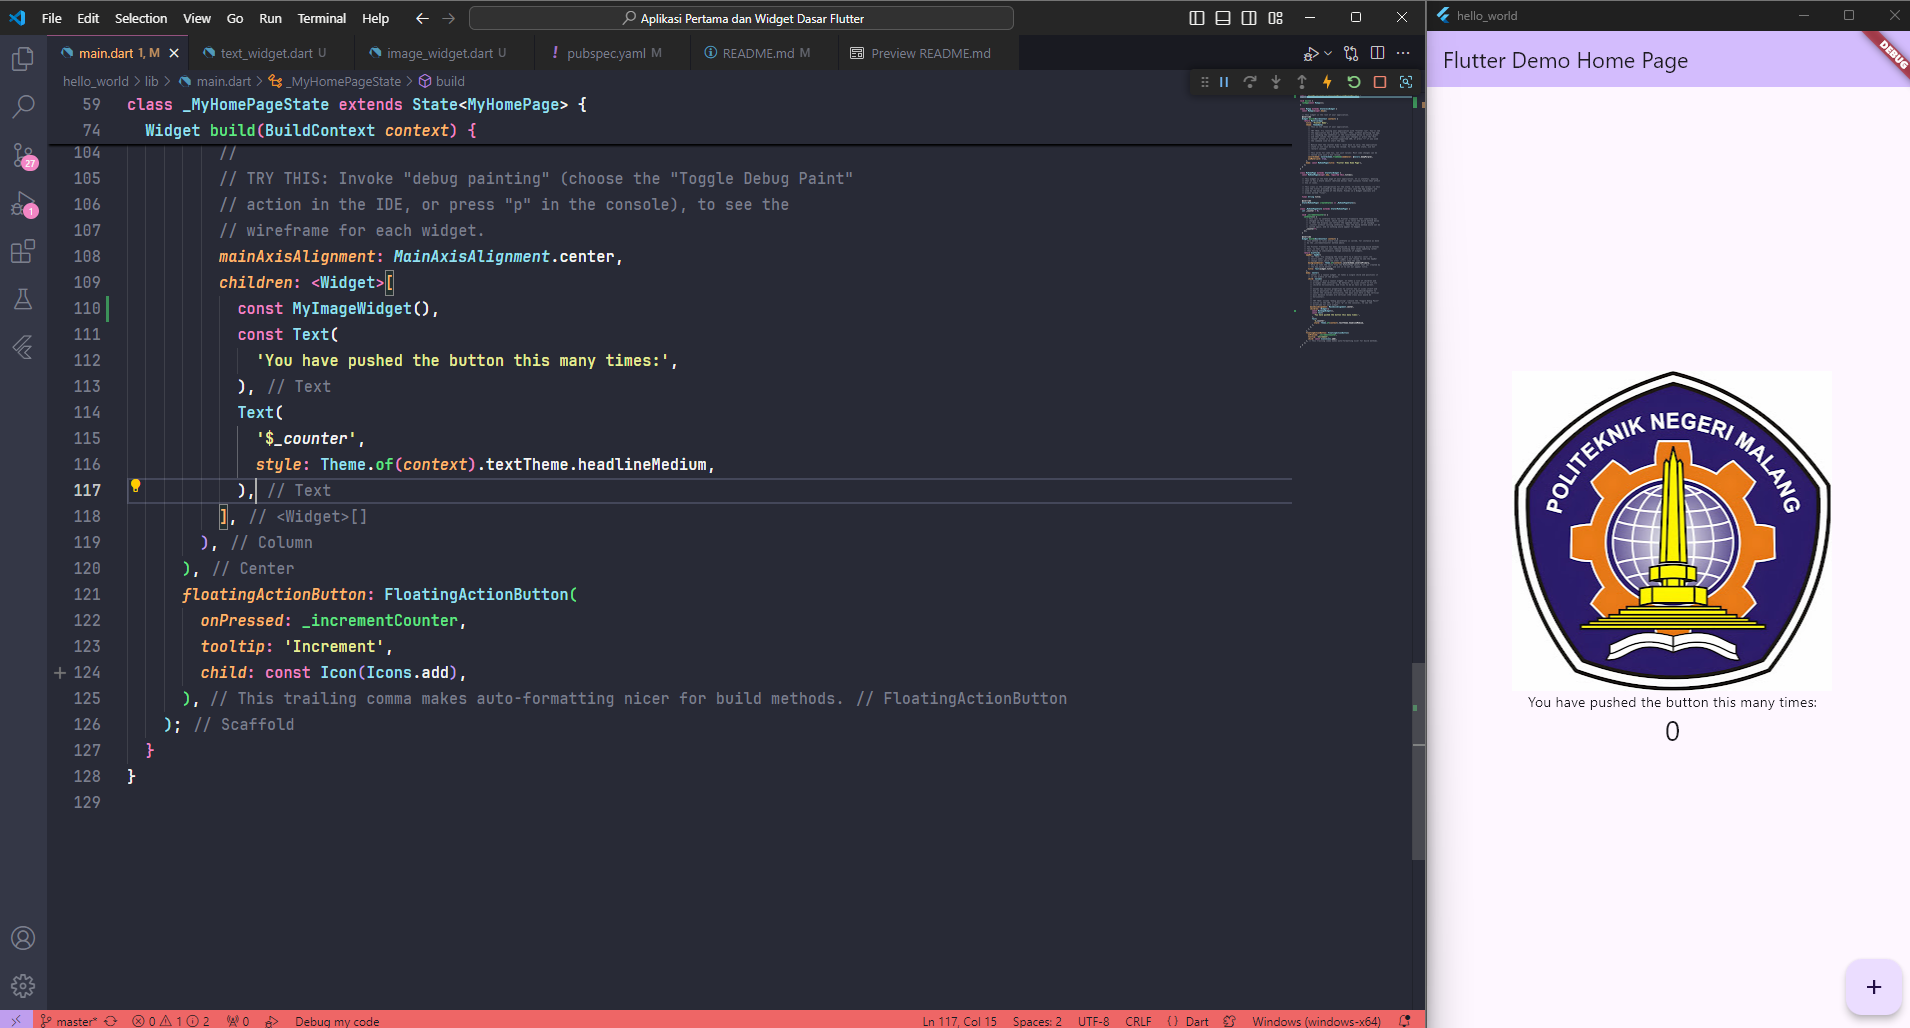 File Edit Selection View Go Run Terminal Help
Aplikasi Pertama dan Widget Dasar Flutter
main.dart 1, M
text_widget.dart U
image_widget.dart U
! pubspec.yaml M
README.md M
Preview README.md
hello_world > lib > main.dart > _MyHomePageState > build
59 class _MyHomePageState extends State<MyHomePage> {
74 Widget build(BuildContext context) {
104 //
105 // TRY THIS: Invoke "debug painting" (choose the "Toggle Debug Paint"
106 // action in the IDE, or press "p" in the console), to see the
107 // wireframe for each widget.
108 mainAxisAlignment: MainAxisAlignment.center,
109 children: <Widget>[
110 const MyImageWidget(),
111 const Text(
112 'You have pushed the button this many times:',
113 ), // Text
114 Text(
115 '$_counter',
116 style: Theme.of(context).textTheme.headlineMedium,
117 ), // Text
118 ], // <Widget>[]
119 ), // Column
120 ), // Center
121 floatingActionButton: FloatingActionButton(
122 onPressed: _incrementCounter,
123 tooltip: 'Increment',
124 child: const Icon(Icons.add),
125 ), // This trailing comma makes auto-formatting nicer for build methods. // FloatingActionButton
126 ); // Scaffold
127 }
128 }
129
27
1
master* 0 1 2 0 Debug my code
Ln 117, Col 15 Spaces: 2 UTF-8 CRLF {} Dart Windows (windows-x64)
hello_world
Flutter Demo Home Page
DEBUG
POLITEKNIK NEGERI MALANG
You have pushed the button this many times:
0
+